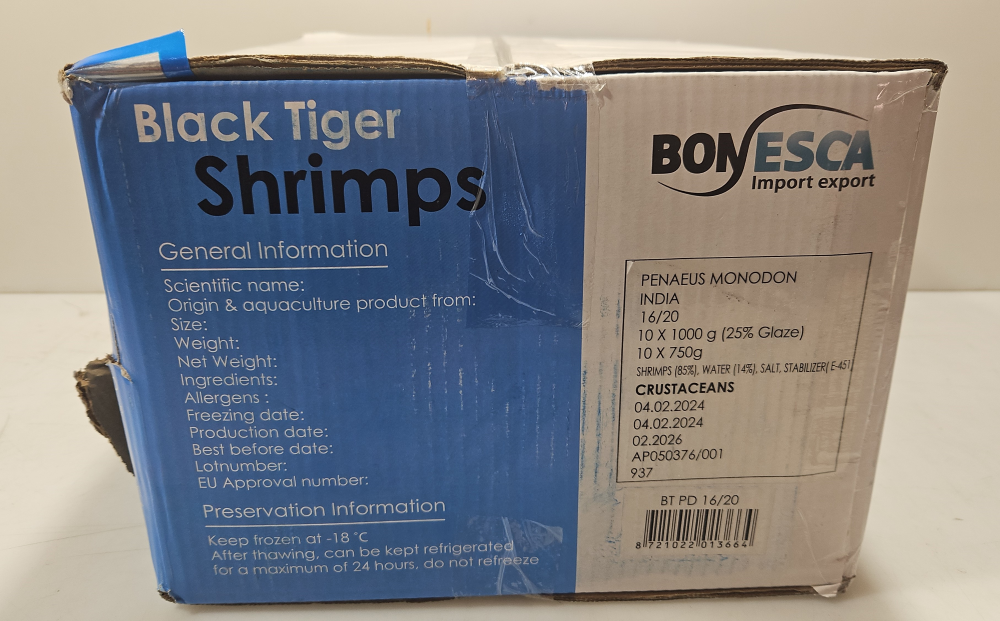 Black Tiger
Shrimps
General Information
Scientific name:
Origin & aquaculture product from:
Size:
Weight:
Net Weight:
Ingredients:
Allergens :
Freezing date:
Production date:
Best before date:
Lotnumber:
EU Approval number:
Preservation Information
Keep frozen at -18 °C
After thawing, can be kept refrigerated
for a maximum of 24 hours, do not refreeze
BONESCA
Import export
PENAEUS MONODON
INDIA
16/20
10 X 1000 g (25% Glaze)
10 X 750g
SHRIMPS (85%), WATER (14%), SALT, STABILIZER( E-451)
CRUSTACEANS
04.02.2024
04.02.2024
02.2026
AP050376/001
937
BT PD 16/20
8 721022 013664